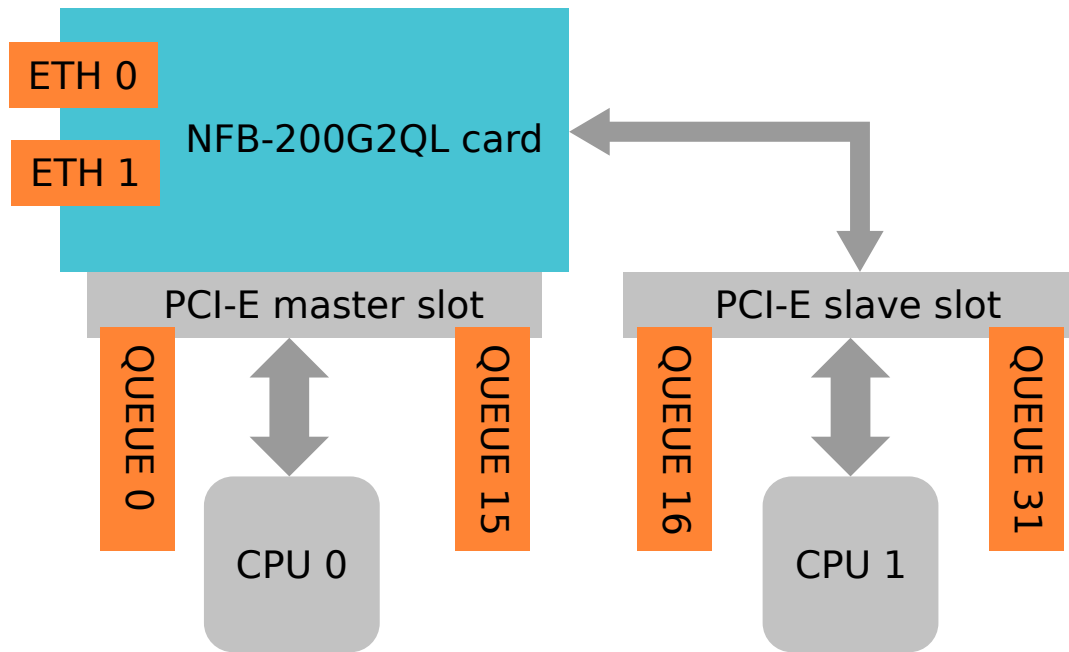 ETH 0
NFB-200G2QL card
ETH 1
PCI-E master slot
PCI-E slave slot
QUEUE 0
QUEUE 15
QUEUE 16
QUEUE 31
CPU 0
CPU 1